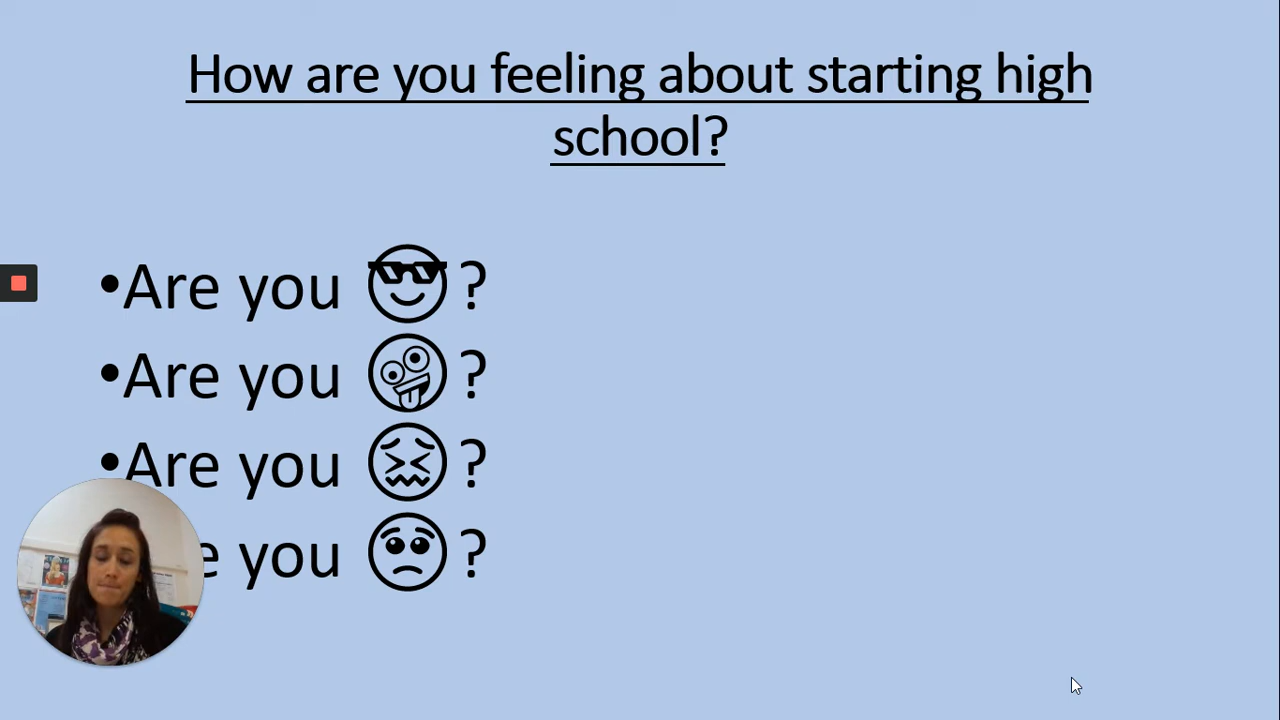 How are you feeling about starting high
school?
•Are you 😎?
•Are you 🤪?
•Are you 😖?
you 🥺?